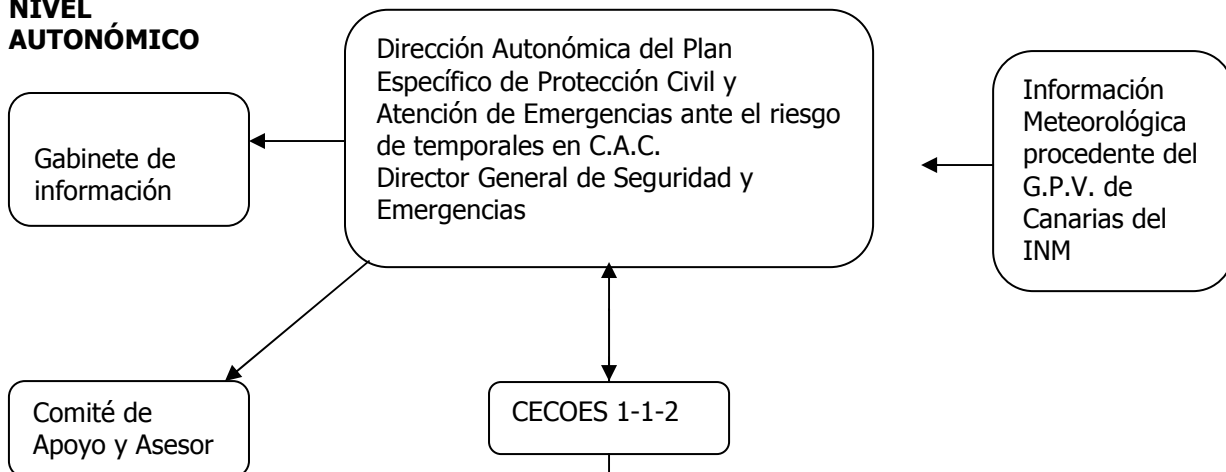 NIVEL
AUTONÓMICO
Dirección Autonómica del Plan
Específico de Protección Civil y
Atención de Emergencias ante el riesgo
de temporales en C.A.C.
Director General de Seguridad y
Emergencias
Gabinete de
información
Información
Meteorológica
procedente del
G.P.V. de
Canarias del
INM
Comité de
Apoyo y Asesor
CECOES 1-1-2